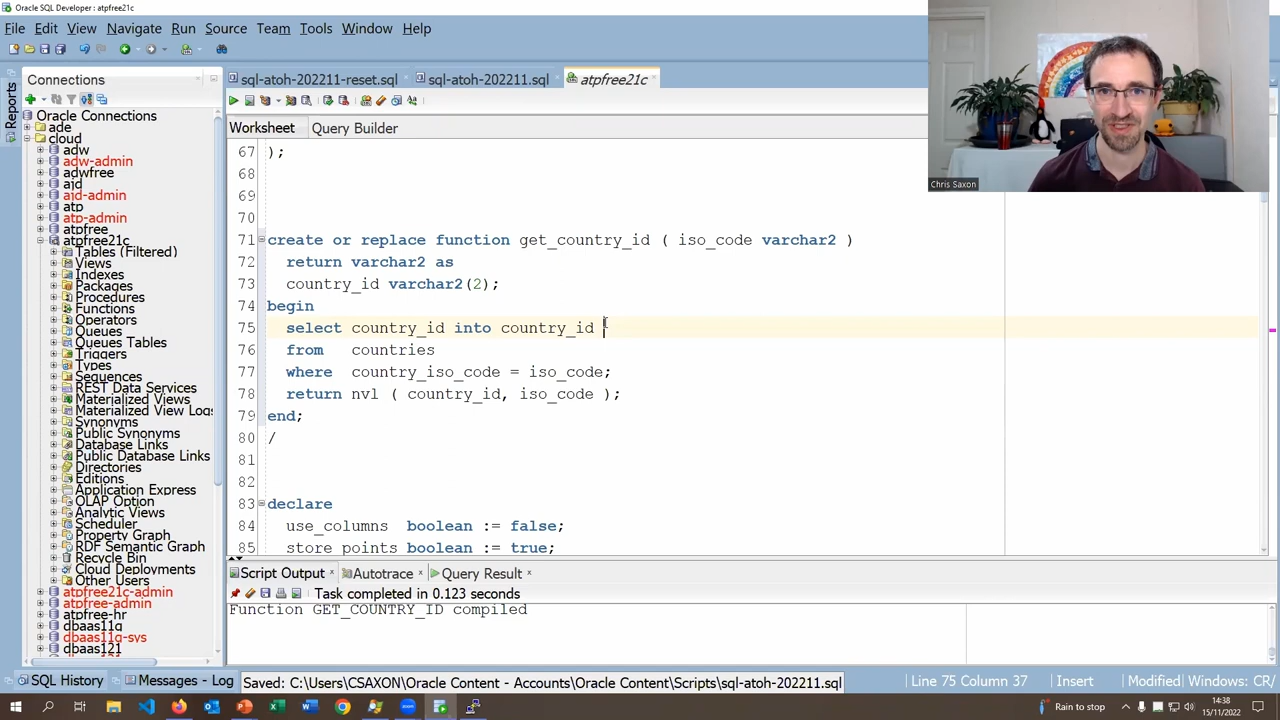 Oracle SQL Developer : atpfree21c
File Edit View Navigate Run Source Team Tools Window Help
Connections
Reports
Oracle Connections
ade
cloud
adw
adw-admin
adwfree
ajd
ajd-admin
atp
atp-admin
atpfree
atpfree21c
Tables (Filtered)
Views
Indexes
Packages
Procedures
Functions
Operators
Queues
Queues Tables
Triggers
Types
Sequences
REST Data Services
Materialized Views
Materialized View Logs
Synonyms
Public Synonyms
Database Links
Public Database Links
Directories
Editions
Application Express
OLAP Option
Analytic Views
Scheduler
Property Graph
RDF Semantic Graph
Recycle Bin
Cloud Deployments
Other Users
atpfree21c-admin
atpfree-admin
atpfree-hr
dbaas11g
dbaas11g-sys
dbaas121
sql-atoh-202211-reset.sql sql-atoh-202211.sql atpfree21c
Worksheet Query Builder
67 );
68
69
70
71 create or replace function get_country_id ( iso_code varchar2 )
72 return varchar2 as
73 country_id varchar2(2);
74 begin
75 select country_id into country_id
76 from countries
77 where country_iso_code = iso_code;
78 return nvl ( country_id, iso_code );
79 end;
80 /
81
82
83 declare
84 use_columns boolean := false;
85 store_points boolean := true;
Chris Saxon
Script Output Autotrace Query Result
Task completed in 0.123 seconds
Function GET_COUNTRY_ID compiled
SQL History Messages - Log Saved: C:\Users\CSAXON\Oracle Content - Accounts\Oracle Content\Scripts\sql-atoh-202211.sql Line 75 Column 37 Insert Modified Windows: CR/
Rain to stop
14:38
15/11/2022